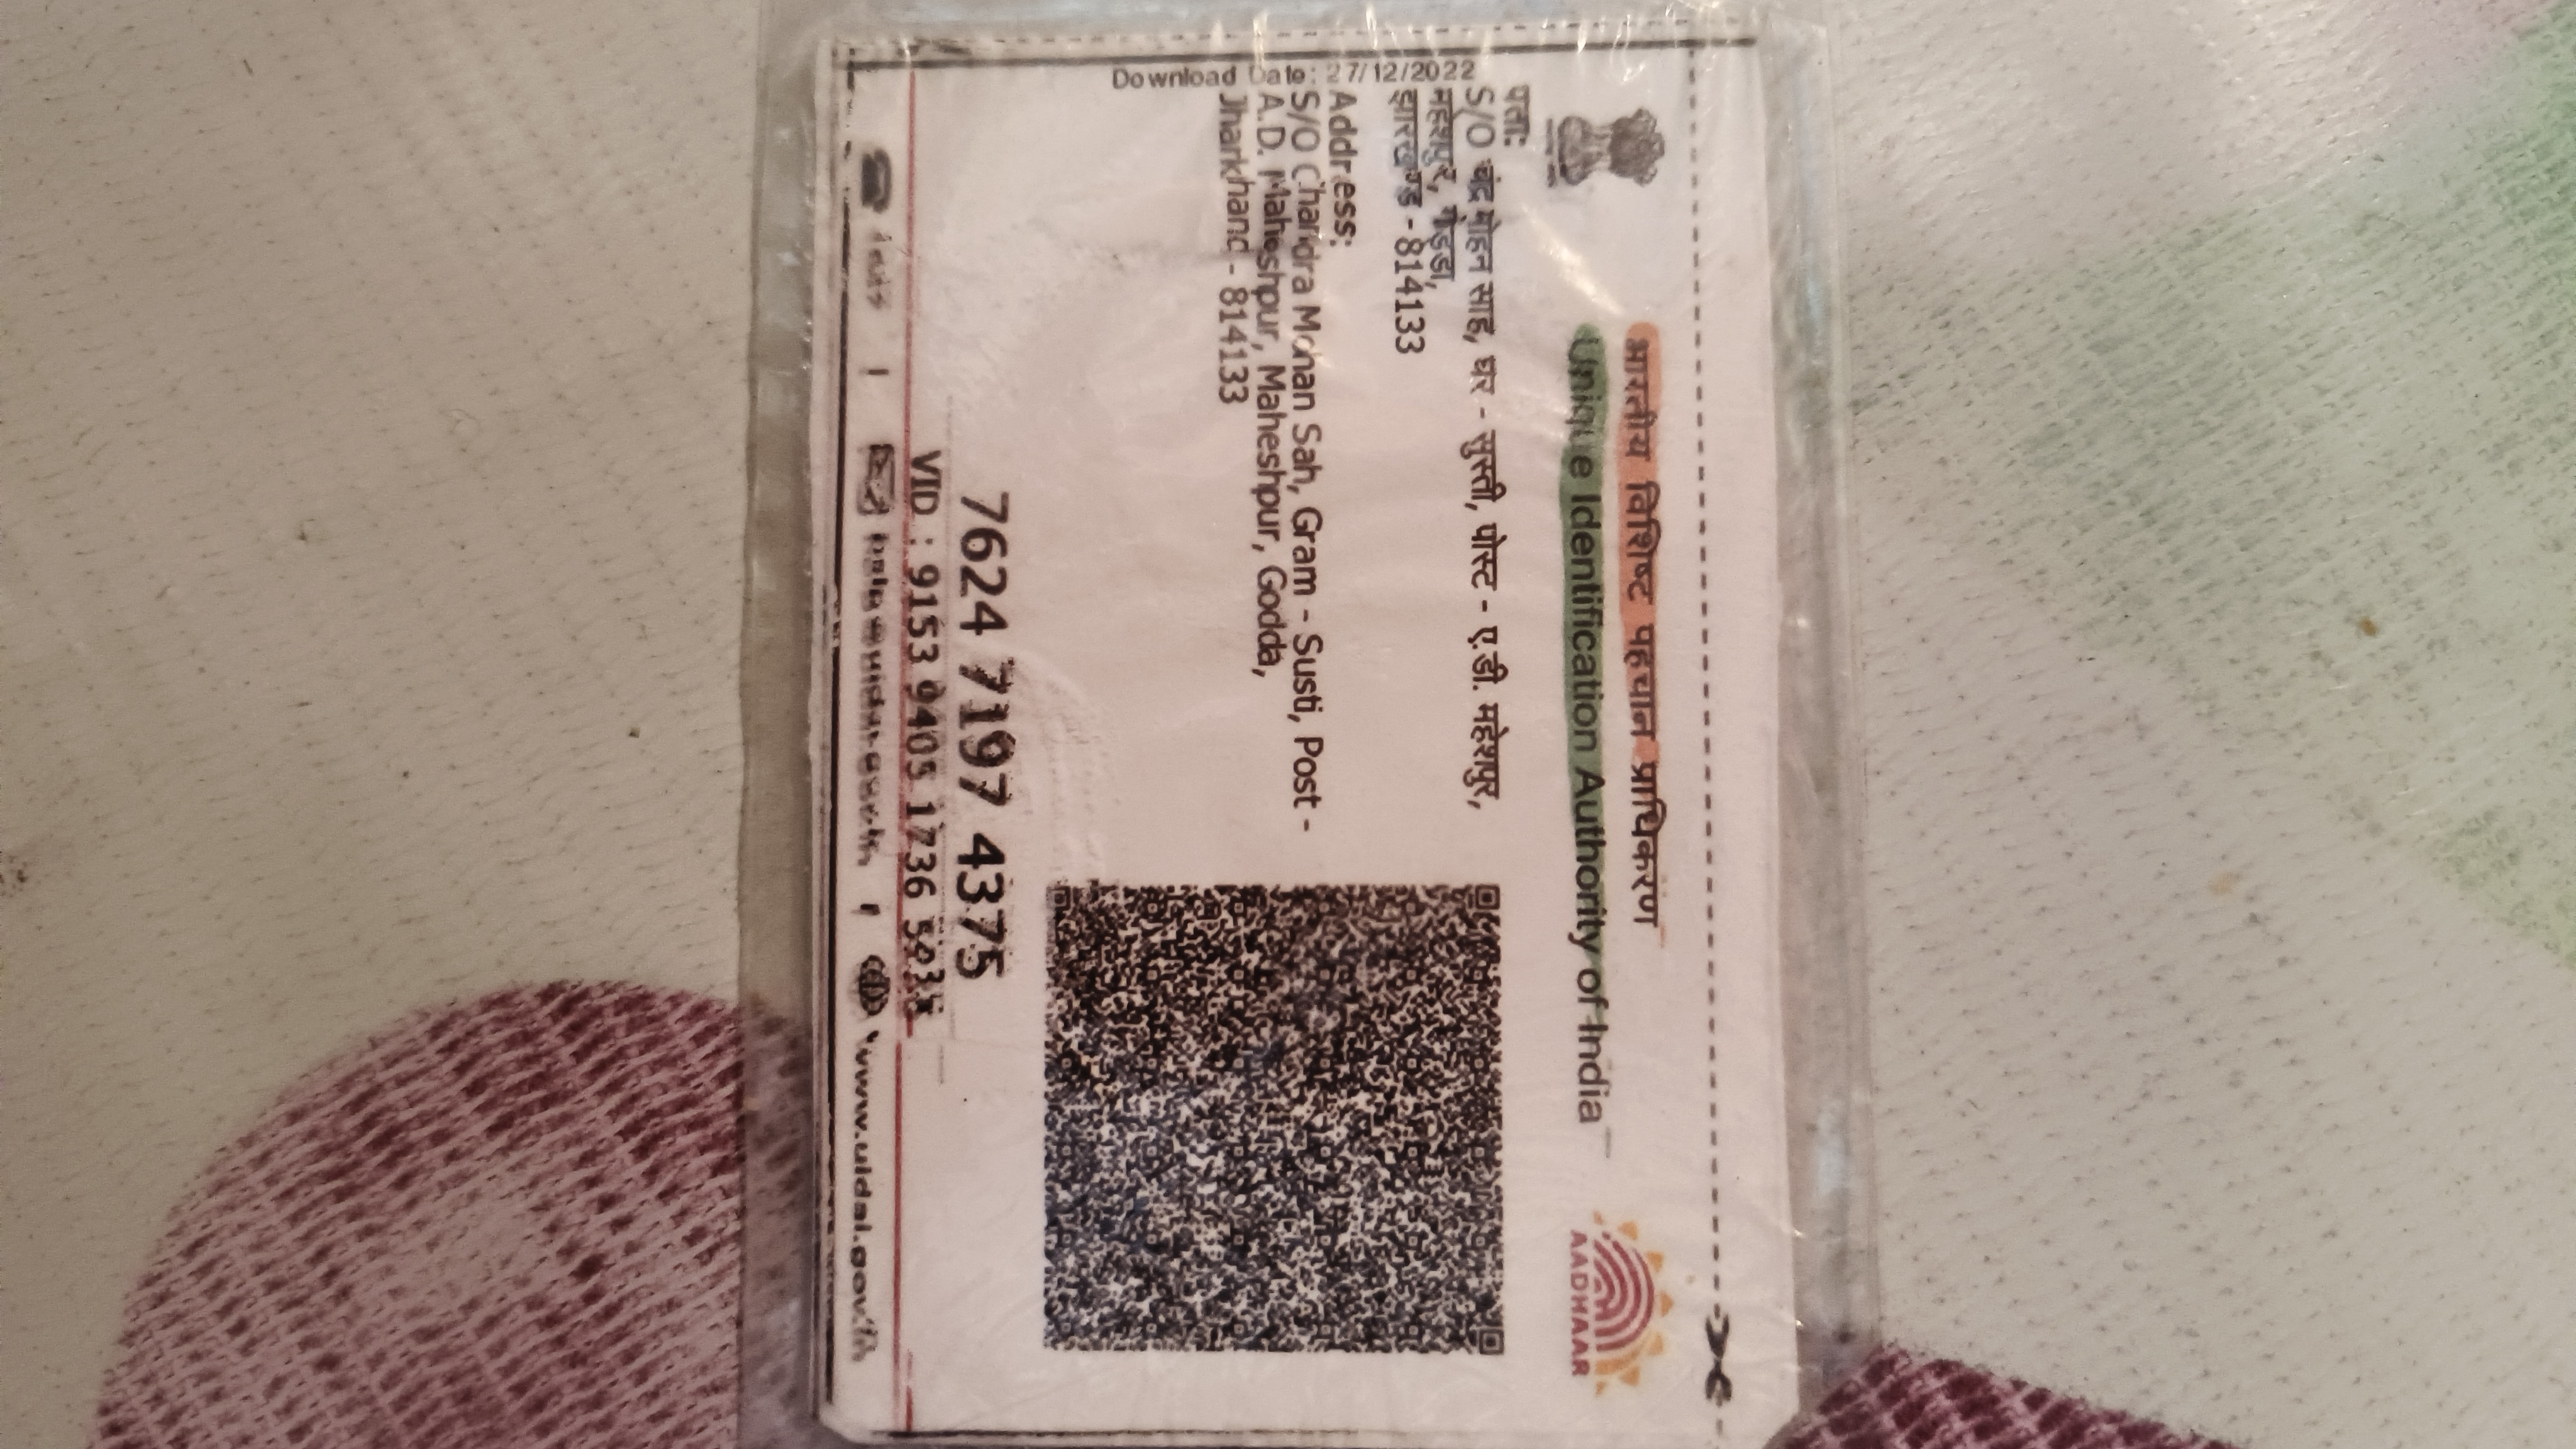 भारतीय विशिष्ट पहचान प्राधिकरण
Unique Identification Authority of India
AADHAAR
Download Date: 27/12/2022
पता:
S/O चंद्र मोहन साह, घर - सुस्ती, पोस्ट - ए.डी. महेशपुर,
महेशपुर, गोड्डा,
झारखण्ड - 814133
Address:
S/O Chandra Mohan Sah, Gram - Susti, Post -
A.D. Maheshpur, Maheshpur, Godda,
Jharkhand - 814133
7624 7197 4375
VID : 9153 9405 1736
www.uidai.gov.in